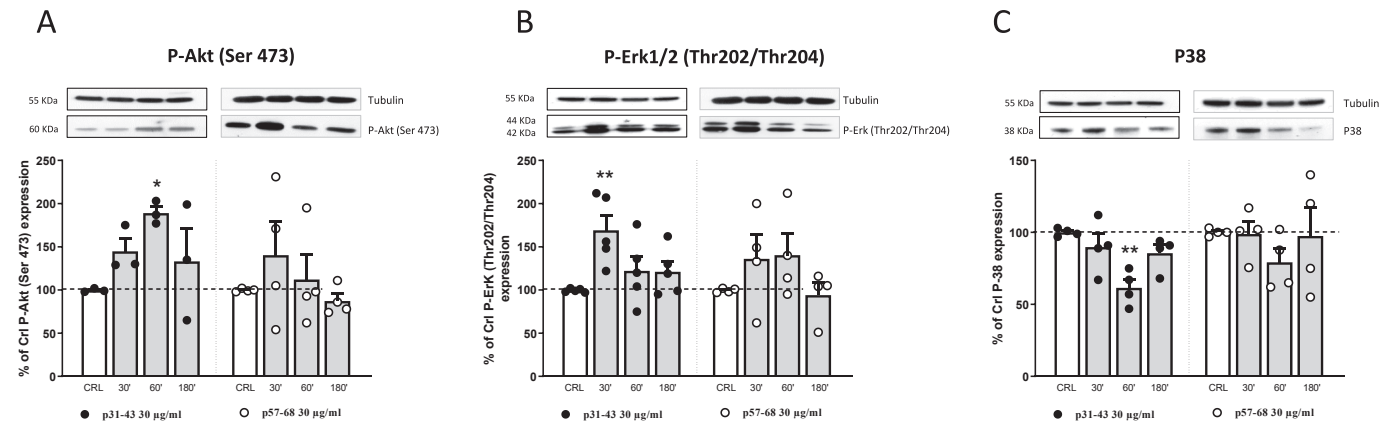 A
P-Akt (Ser 473)
55 KDa
Tubulin
60 KDa
P-Akt (Ser 473)
% of Crl P-Akt (Ser 473) expression
250
200
150
100
50
0
*
CRL 30' 60' 180' CRL 30' 60' 180'
p31-43 30 µg/ml p57-68 30 µg/ml
B
P-Erk1/2 (Thr202/Thr204)
55 KDa
Tubulin
44 KDa
42 KDa
P-Erk (Thr202/Thr204)
% of Crl P-ErK (Thr202/Thr204)
expression
250
200
150
100
50
0
**
CRL 30' 60' 180' CRL 30' 60' 180'
p31-43 30 µg/ml p57-68 30 µg/ml
C
P38
55 KDa
Tubulin
38 KDa
P38
% of Crl P-38 expression
150
100
50
0
**
CRL 30' 60' 180' CRL 30' 60' 180'
p31-43 30 µg/ml p57-68 30 µg/ml